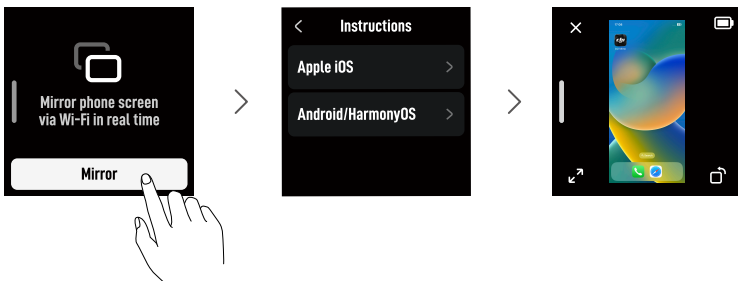 Mirror phone screen
via Wi-Fi in real time
Mirror
Instructions
Apple iOS
Android/HarmonyOS